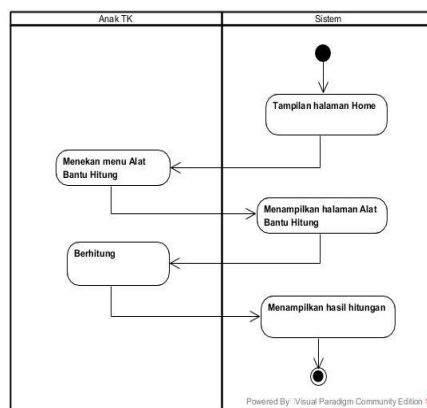 Anak TK
Sistem
Tampilan halaman Home
Menekan menu Alat
Bantu Hitung
Menampilkan halaman Alat
Bantu Hitung
Berhitung
Menampilkan hasil hitungan
Powered By Visual Paradigm Community Edition